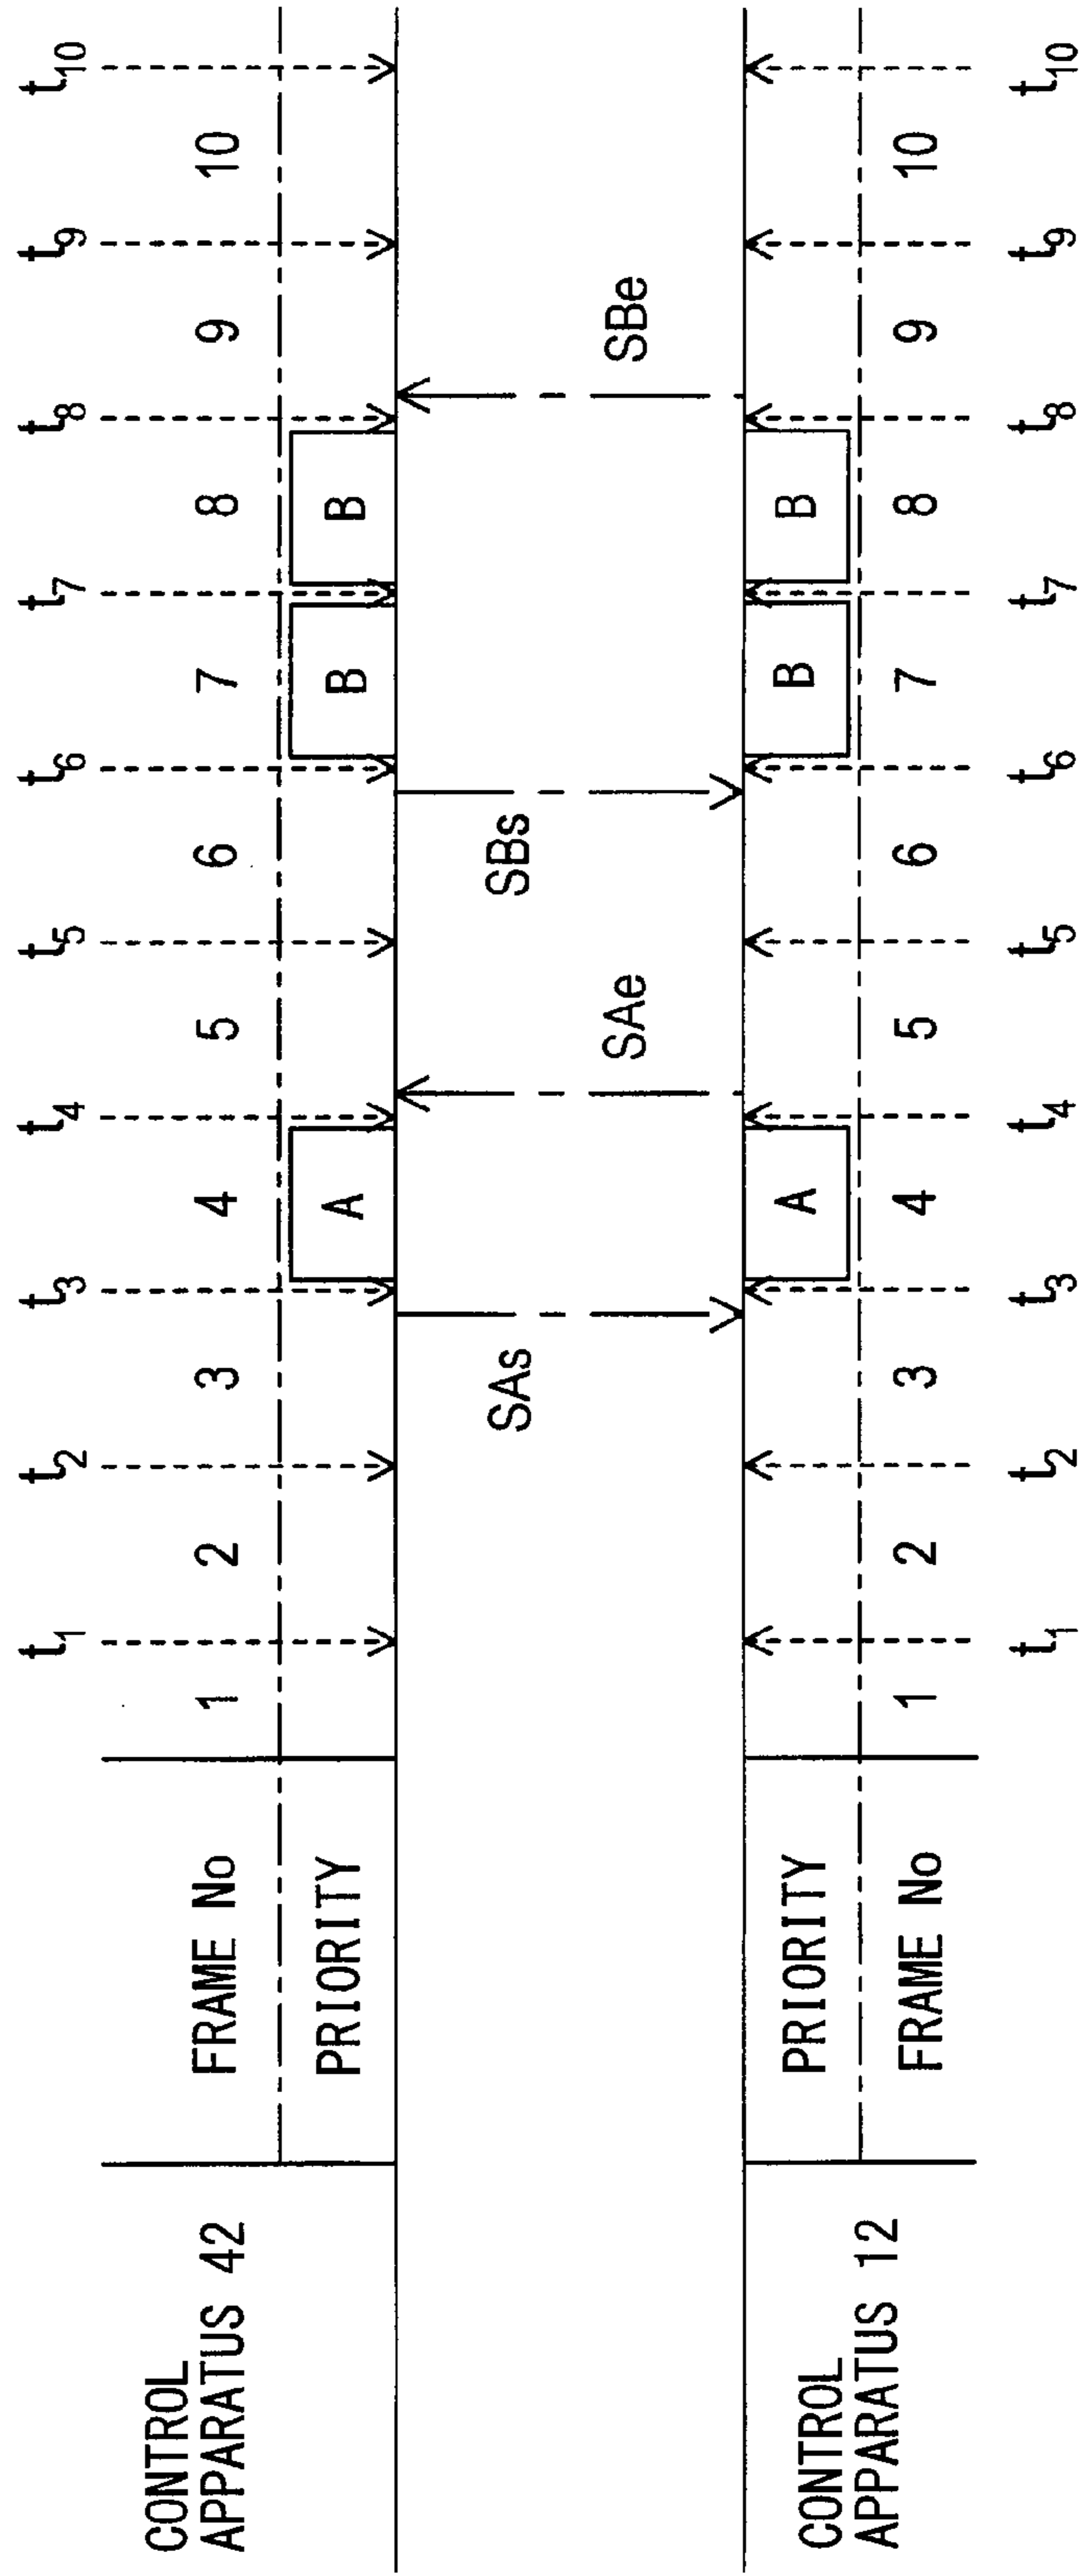 t1 t2 t3 t4 t5 t6 t7 t8 t9 t10
CONTROL
APPARATUS 42
FRAME No 1 2 3 4 5 6 7 8 9 10
PRIORITY A B B
SAs SBs
SAe SBe
PRIORITY A B B
CONTROL
APPARATUS 12
FRAME No 1 2 3 4 5 6 7 8 9 10
t1 t2 t3 t4 t5 t6 t7 t8 t9 t10